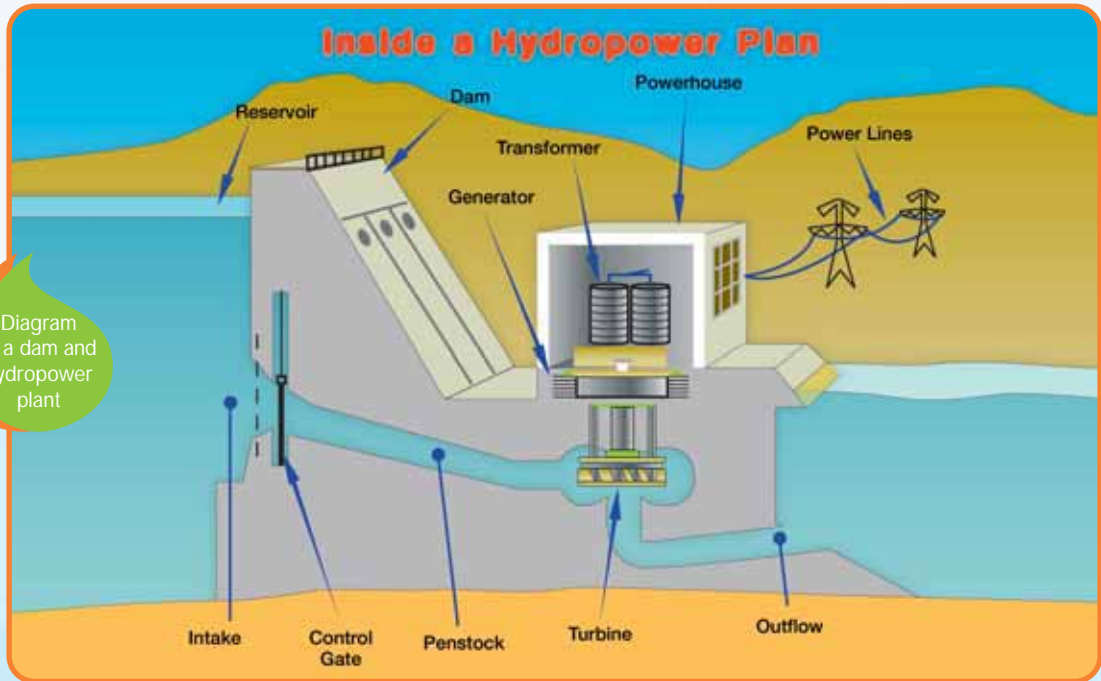 Inside a Hydropower Plan
Powerhouse
Dam
Reservoir
Power Lines
Transformer
Generator
Diagram
a dam and
ydropower
plant
Intake
Control
Gate
Penstock
Turbine
Outflow